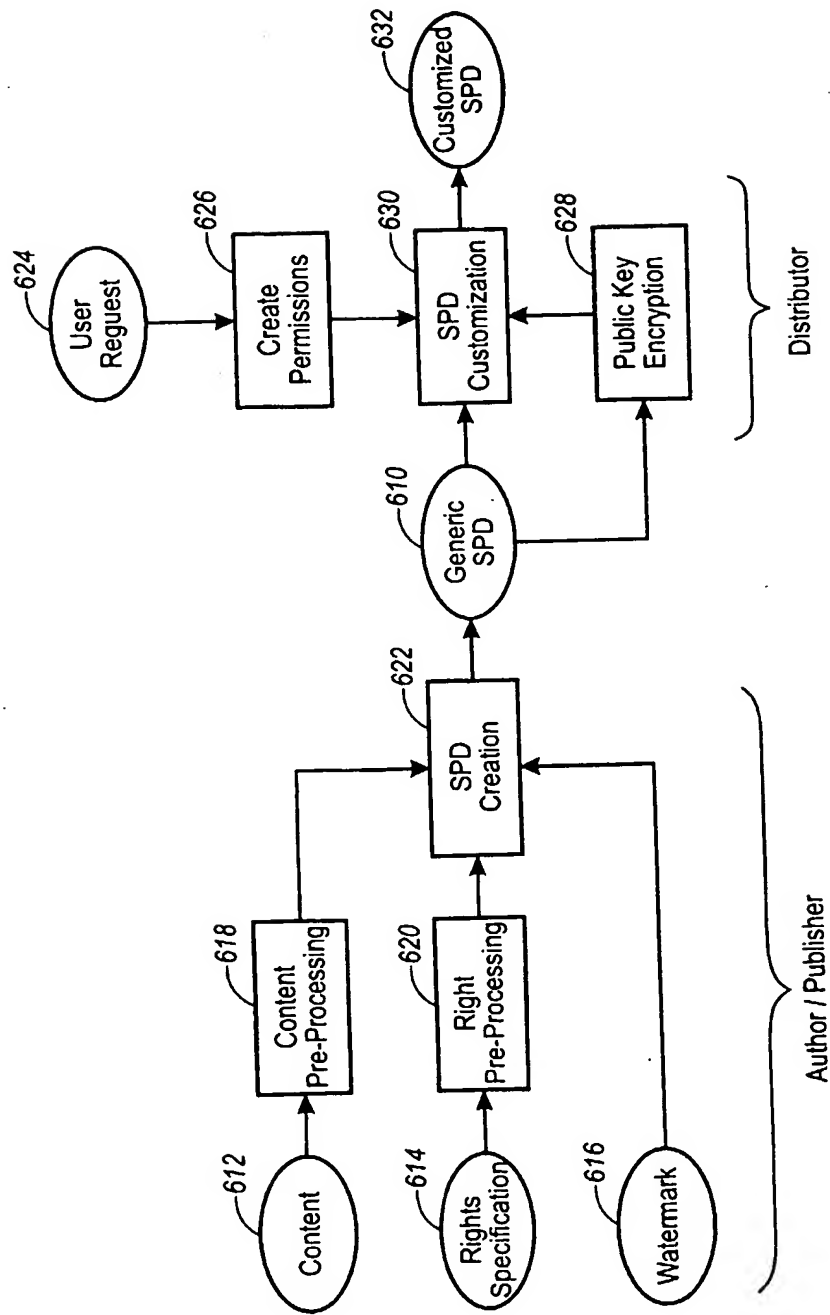 612
Content
618
Content
Pre-Processing
614
Rights
Specification
620
Right
Pre-Processing
616
Watermark
622
SPD
Creation
Author / Publisher
610
Generic
SPD
624
User
Reguest
626
Create
Permissions
630
SPD
Customization
628
Public Key
Encryption
Distributor
632
Customized
SPD